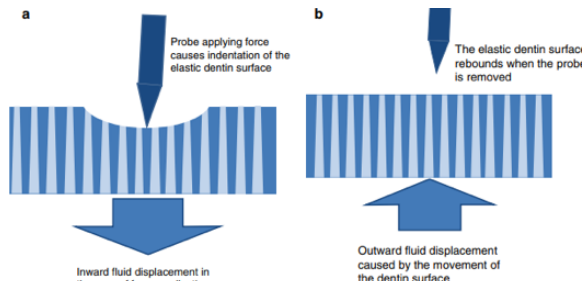 a
Probe applying force
causes indentation of the
elastic dentin surface
Inward fluid displacement in
b
The elastic dentin surface
rebounds when the probe
is removed
Outward fluid displacement
caused by the movement of
the dentin surface